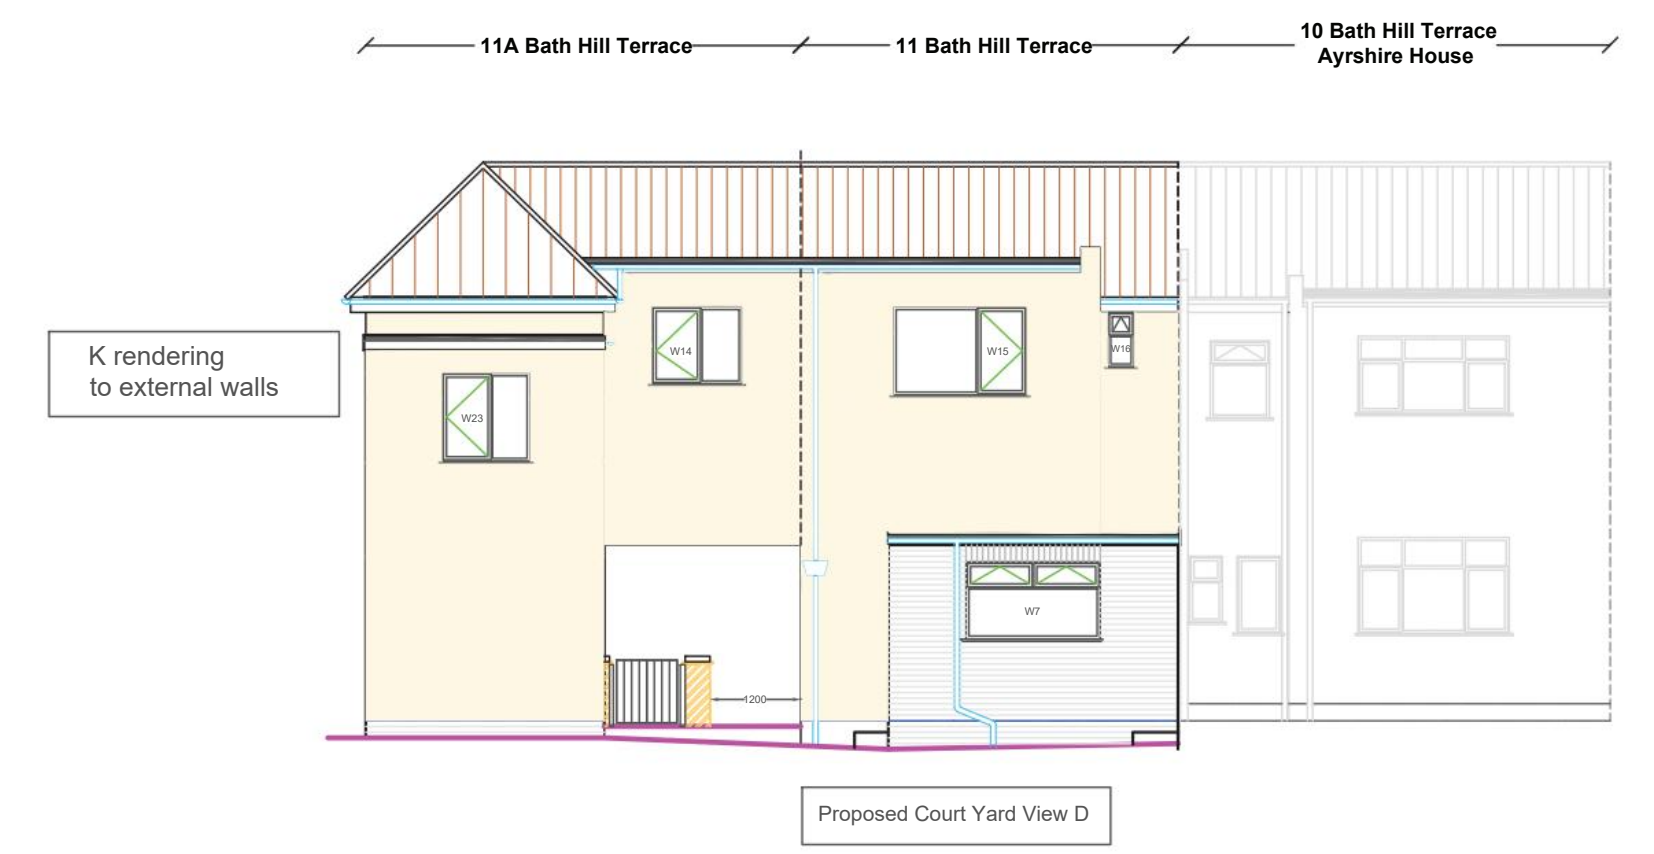 11A Bath Hill Terrace
11 Bath Hill Terrace
10 Bath Hill Terrace
Ayrshire House
K rendering
to external walls
W14
W15
W16
W23
W7
1200
Proposed Court Yard View D